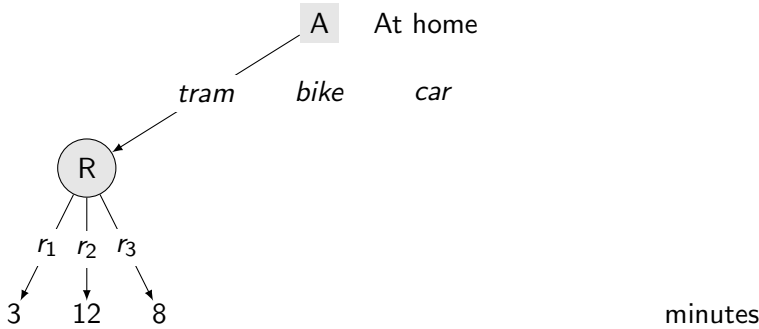 A At home
tram bike car
R
r1 r2 r3
3 12 8 minutes